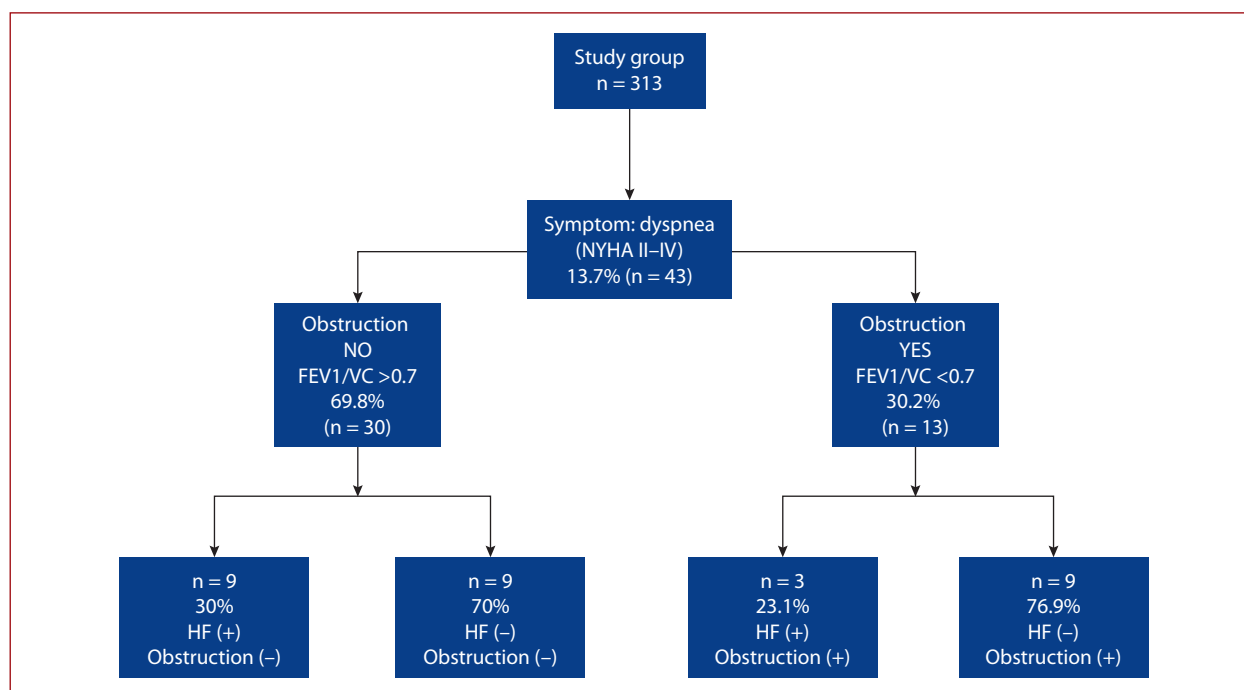 Study group
n = 313
Symptom: dyspnea
(NYHA II–IV)
13.7% (n = 43)
Obstruction
NO
FEV1/VC >0.7
69.8%
(n = 30)
Obstruction
YES
FEV1/VC <0.7
30.2%
(n = 13)
n = 9
30%
HF (+)
Obstruction (–)
n = 9
70%
HF (–)
Obstruction (–)
n = 3
23.1%
HF (+)
Obstruction (+)
n = 9
76.9%
HF (–)
Obstruction (+)